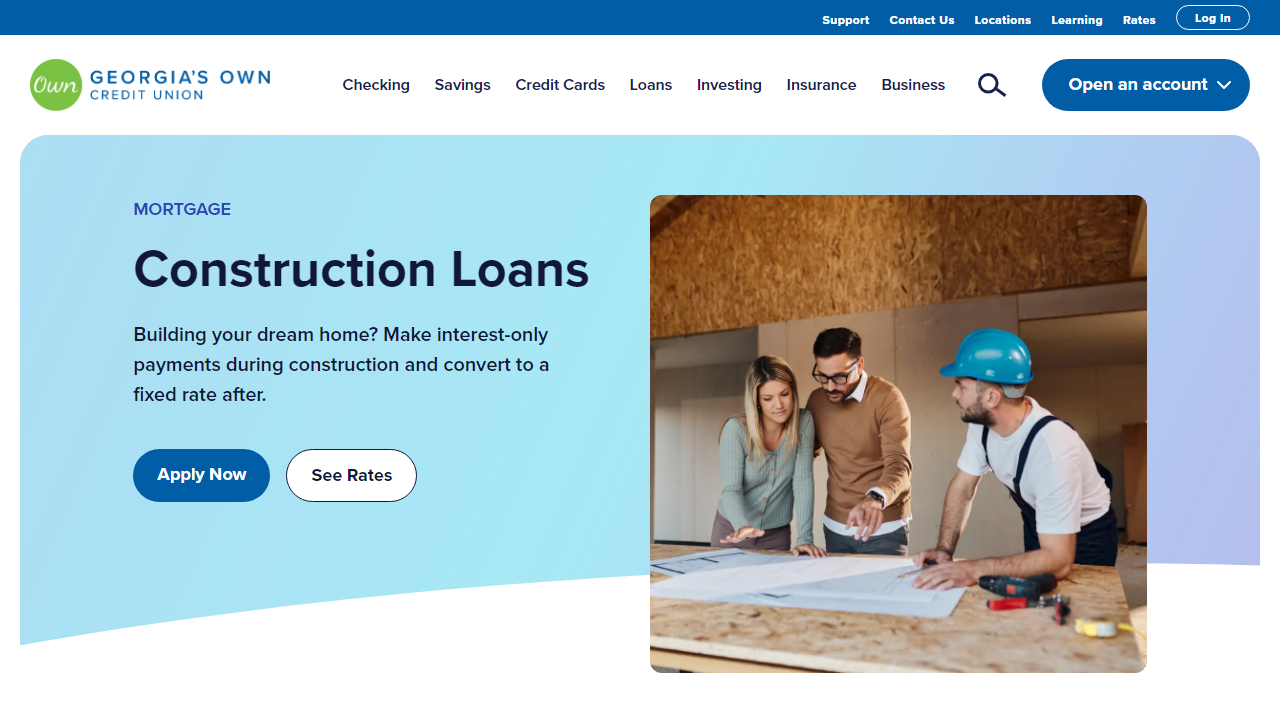 Support Contact Us Locations Learning Rates Log In
Own GEORGIA'S OWN
CREDIT UNION
Checking Savings Credit Cards Loans Investing Insurance Business Open an account
MORTGAGE
Construction Loans
Building your dream home? Make interest-only
payments during construction and convert to a
fixed rate after.
Apply Now See Rates